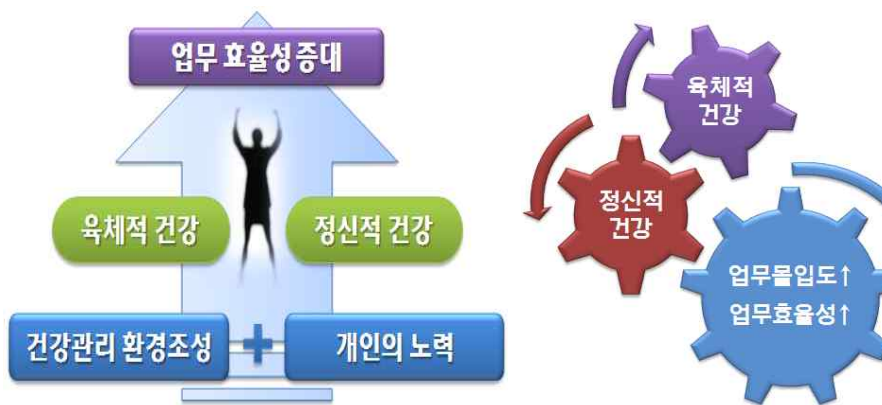 업무 효율성 증대
육체적 건강
정신적 건강
건강관리 환경조성
+
개인의 노력
육체적
건강
정신적
건강
업무몰입도↑
업무효율성↑